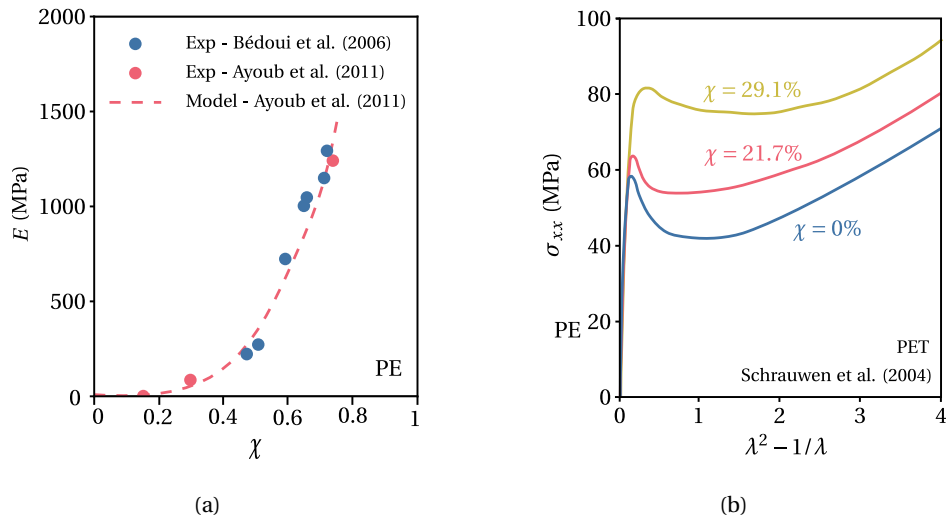 Exp - Bédoui et al. (2006)
Exp - Ayoub et al. (2011)
Model - Ayoub et al. (2011)
2000
1500
1000
500
0
E (MPa)
PE
0 0.2 0.4 0.6 0.8 1
χ
(a)
100
80
60
40
20
0
σxx (MPa)
χ = 29.1%
χ = 21.7%
χ = 0%
PE
PET
Schrauwen et al. (2004)
0 1 2 3 4
λ² − 1/λ
(b)